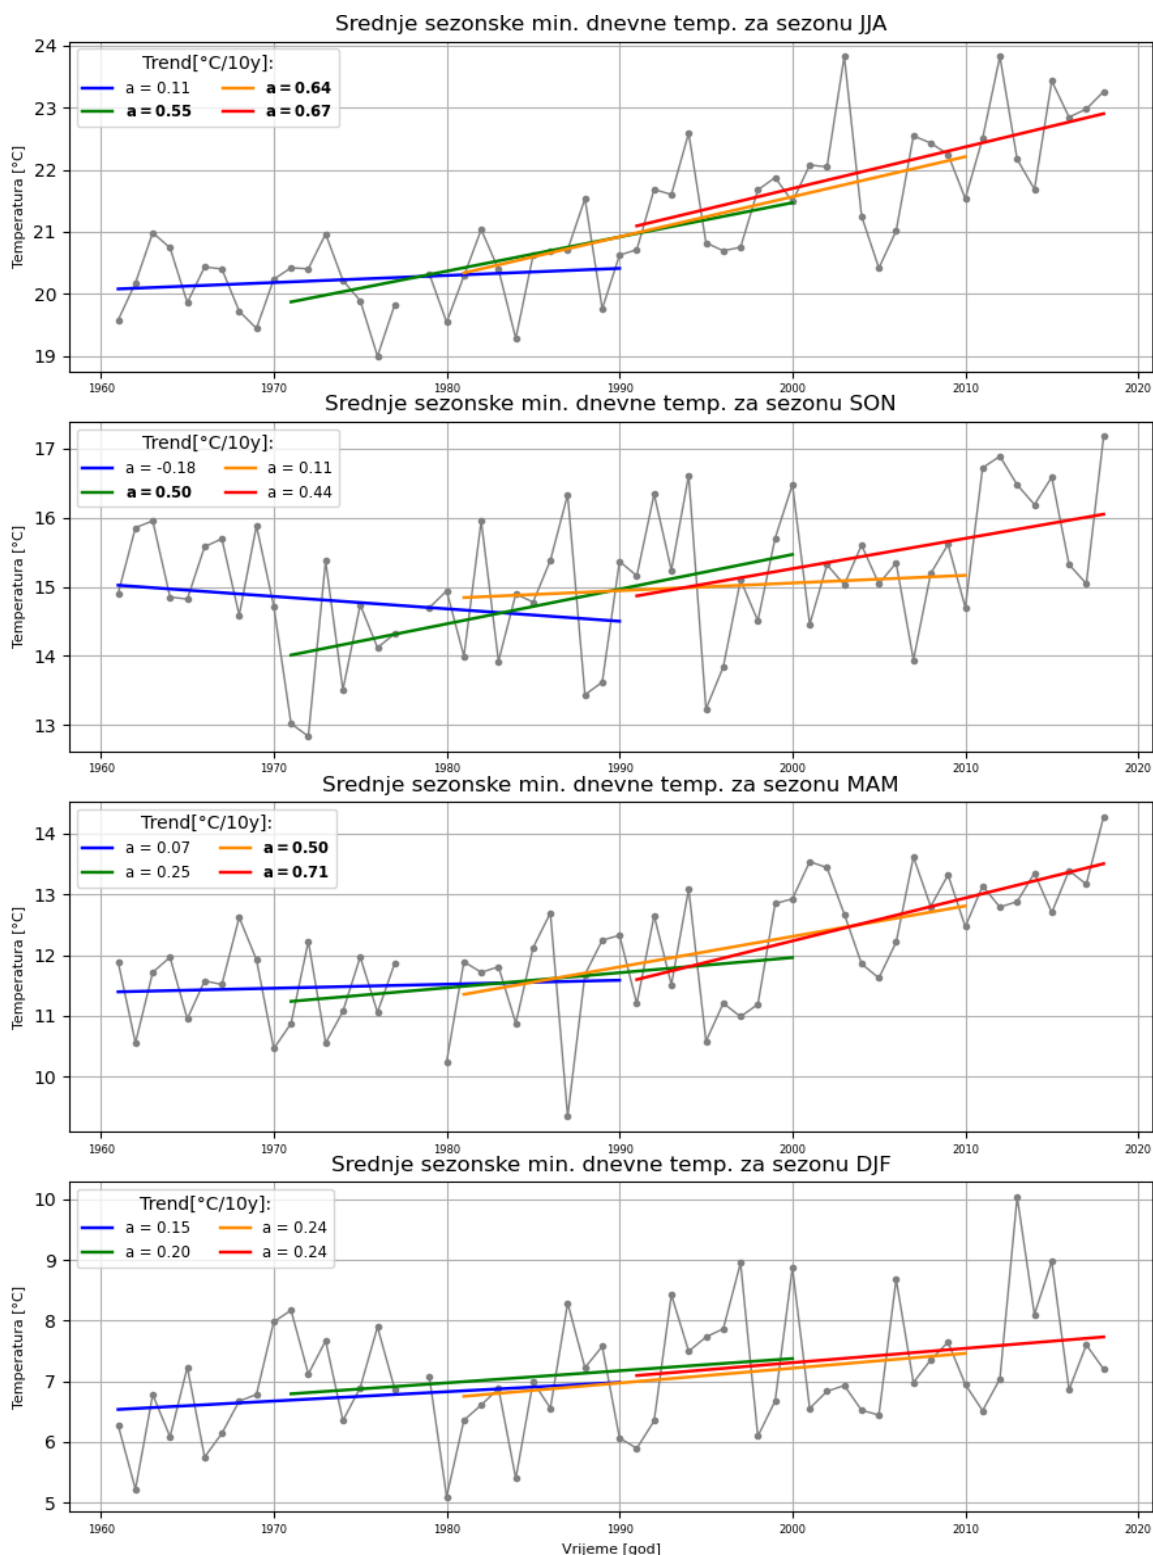 Srednje sezonske min. dnevne temp. za sezonu JJA
Temperatura [°C]
24
23
22
21
20
19
Trend[°C/10y]:
a = 0.11
a = 0.64
a = 0.55
a = 0.67
1960 1970 1980 1990 2000 2010 2020
Srednje sezonske min. dnevne temp. za sezonu SON
Temperatura [°C]
17
16
15
14
13
Trend[°C/10y]:
a = -0.18
a = 0.11
a = 0.50
a = 0.44
1960 1970 1980 1990 2000 2010 2020
Srednje sezonske min. dnevne temp. za sezonu MAM
Temperatura [°C]
14
13
12
11
10
Trend[°C/10y]:
a = 0.07
a = 0.50
a = 0.25
a = 0.71
1960 1970 1980 1990 2000 2010 2020
Srednje sezonske min. dnevne temp. za sezonu DJF
Temperatura [°C]
10
9
8
7
6
5
Trend[°C/10y]:
a = 0.15
a = 0.24
a = 0.20
a = 0.24
1960 1970 1980 1990 2000 2010 2020
Vrijeme [god]